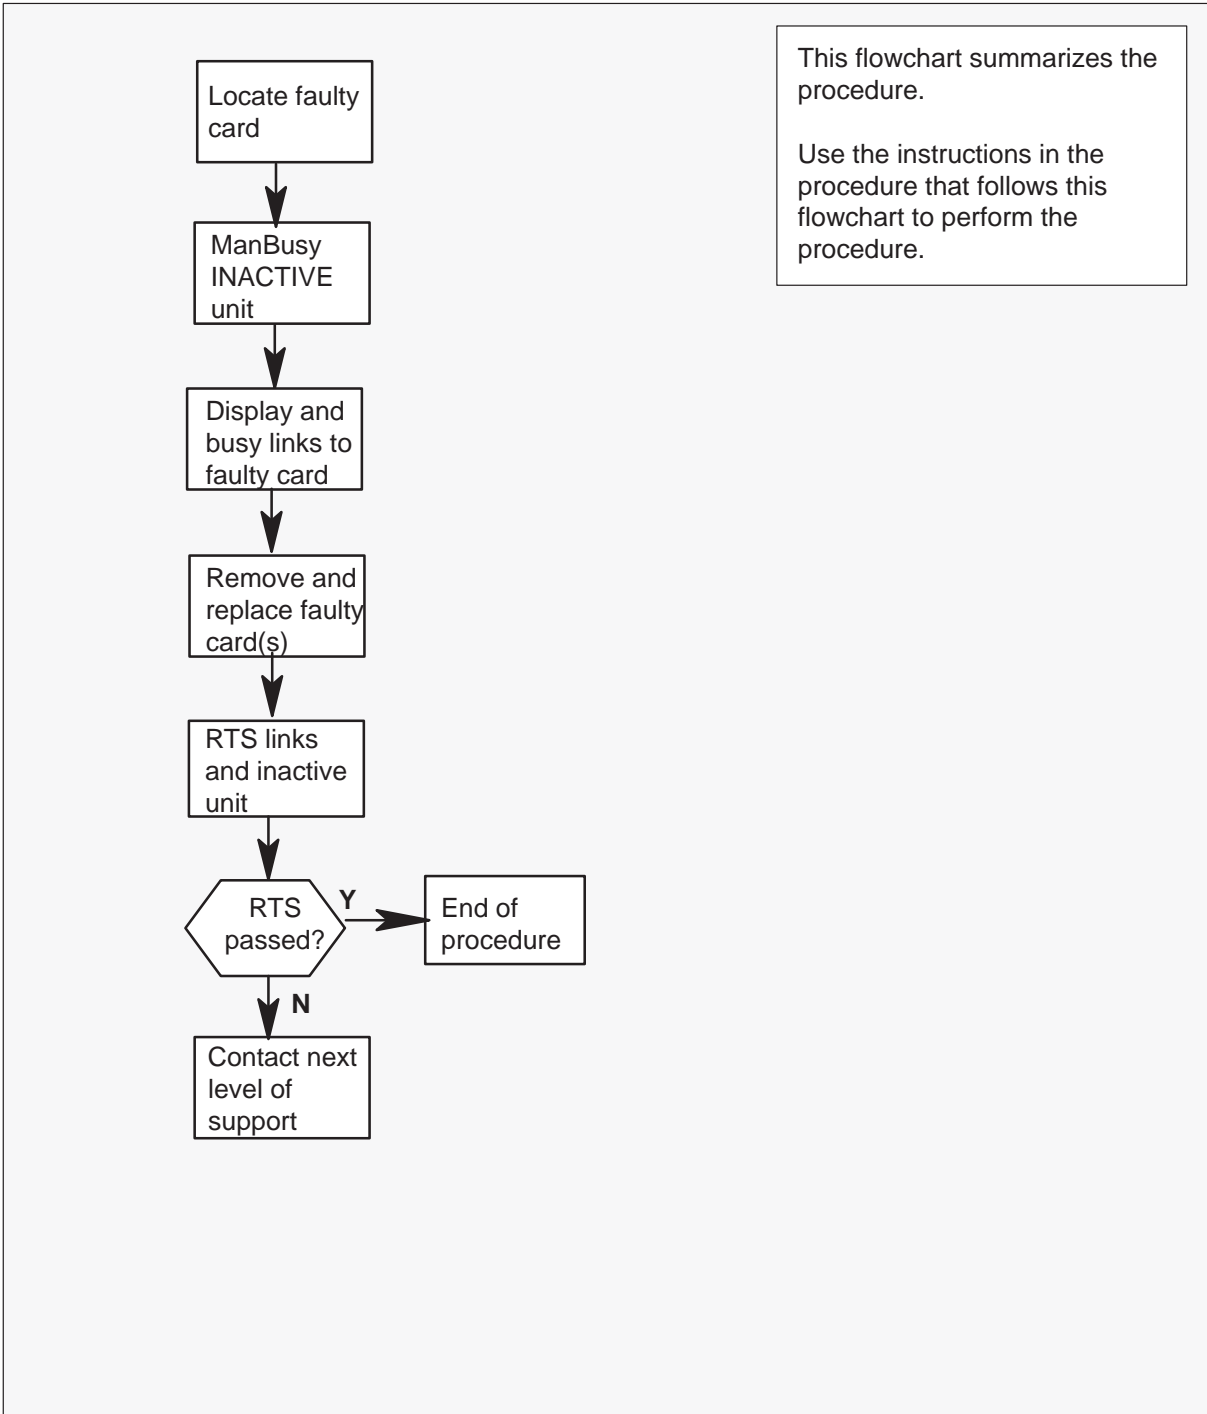 Locate faulty
card
ManBusy
INACTIVE
unit
Display and
busy links to
faulty card
Remove and
replace faulty
card(s)
RTS links
and inactive
unit
RTS
passed?
Y
End of
procedure
N
Contact next
level of
support
This flowchart summarizes the
procedure.
Use the instructions in the
procedure that follows this
flowchart to perform the
procedure.